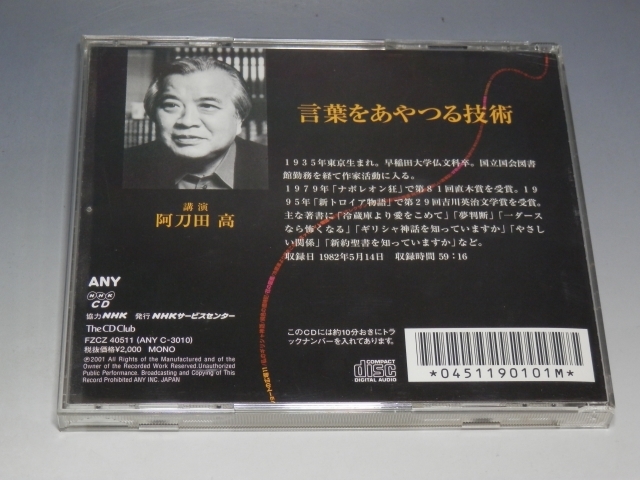 言葉をあやつる技術
1935年東京生まれ。早稲田大学仏文科卒。国立国会図書
館勤務を経て作家活動に入る。
1979年「ナポレオン狂」で第81回直木賞を受賞。1
995年「新トロイア物語」で第29回吉川英治文学賞を受賞。
主な著書に「冷蔵庫より愛をこめて」「夢判断」「一ダース
なら怖くなる」「ギリシャ神話を知っていますか」「やさし
い関係」「新約聖書を知っていますか」など。
収録日 1982年5月14日 収録時間 59:16
講演
阿刀田 高
ANY
NHK
CD
協力 NHK 発行 NHKサービスセンター
The CD Club
FZCZ 40511 (ANY C-3010)
税抜価格¥2,000 MONO
℗2001 All Rights of the Manufactured and of the
Owner of the Recorded Work Reserved.Unauthorized
Public Performance. Broadcasting and Copying of This
Record Prohibited ANY INC. JAPAN
このCDには約10分おきにトラ
ックナンバーを入れてあります。
COMPACT
disc
DIGITAL AUDIO
*0451190101M*